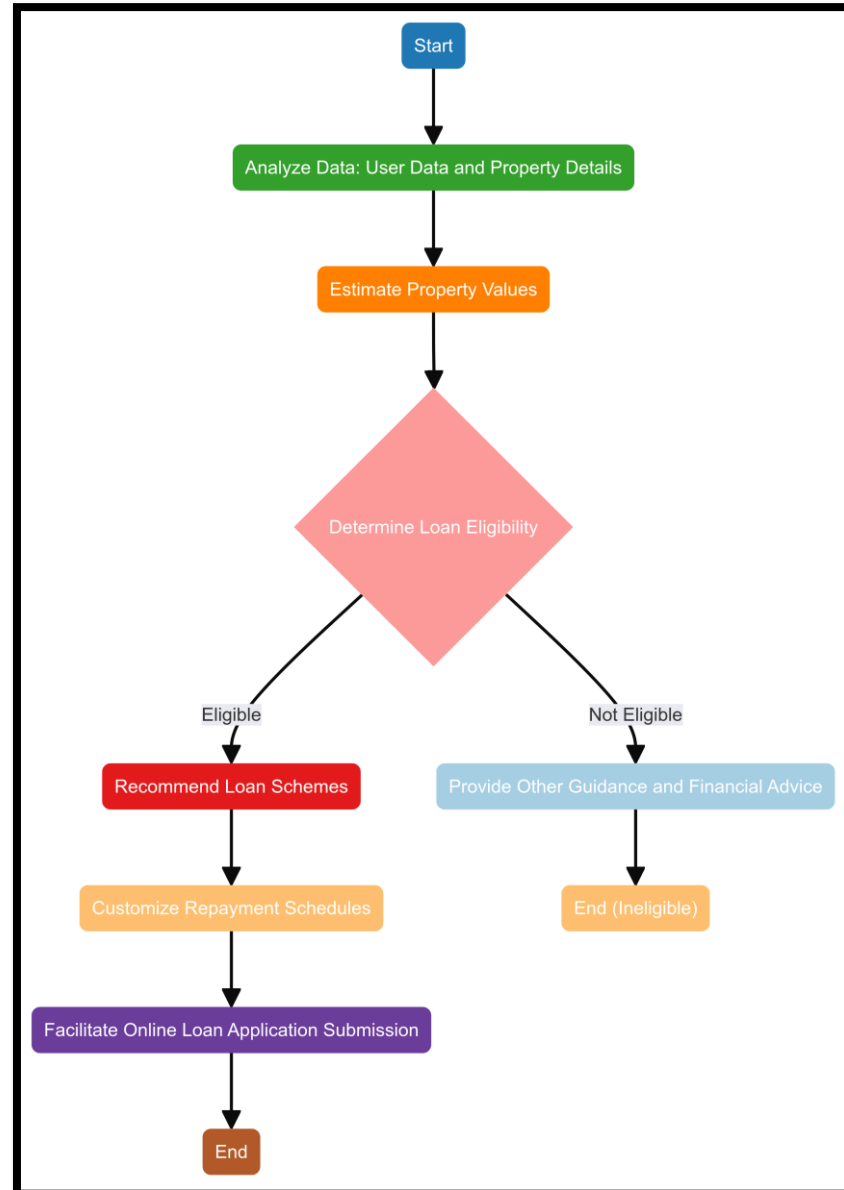 Start
Analyze Data: User Data and Property Details
Estimate Property Values
Determine Loan Eligibility
Eligible
Not Eligible
Recommend Loan Schemes
Provide Other Guidance and Financial Advice
Customize Repayment Schedules
End (Ineligible)
Facilitate Online Loan Application Submission
End